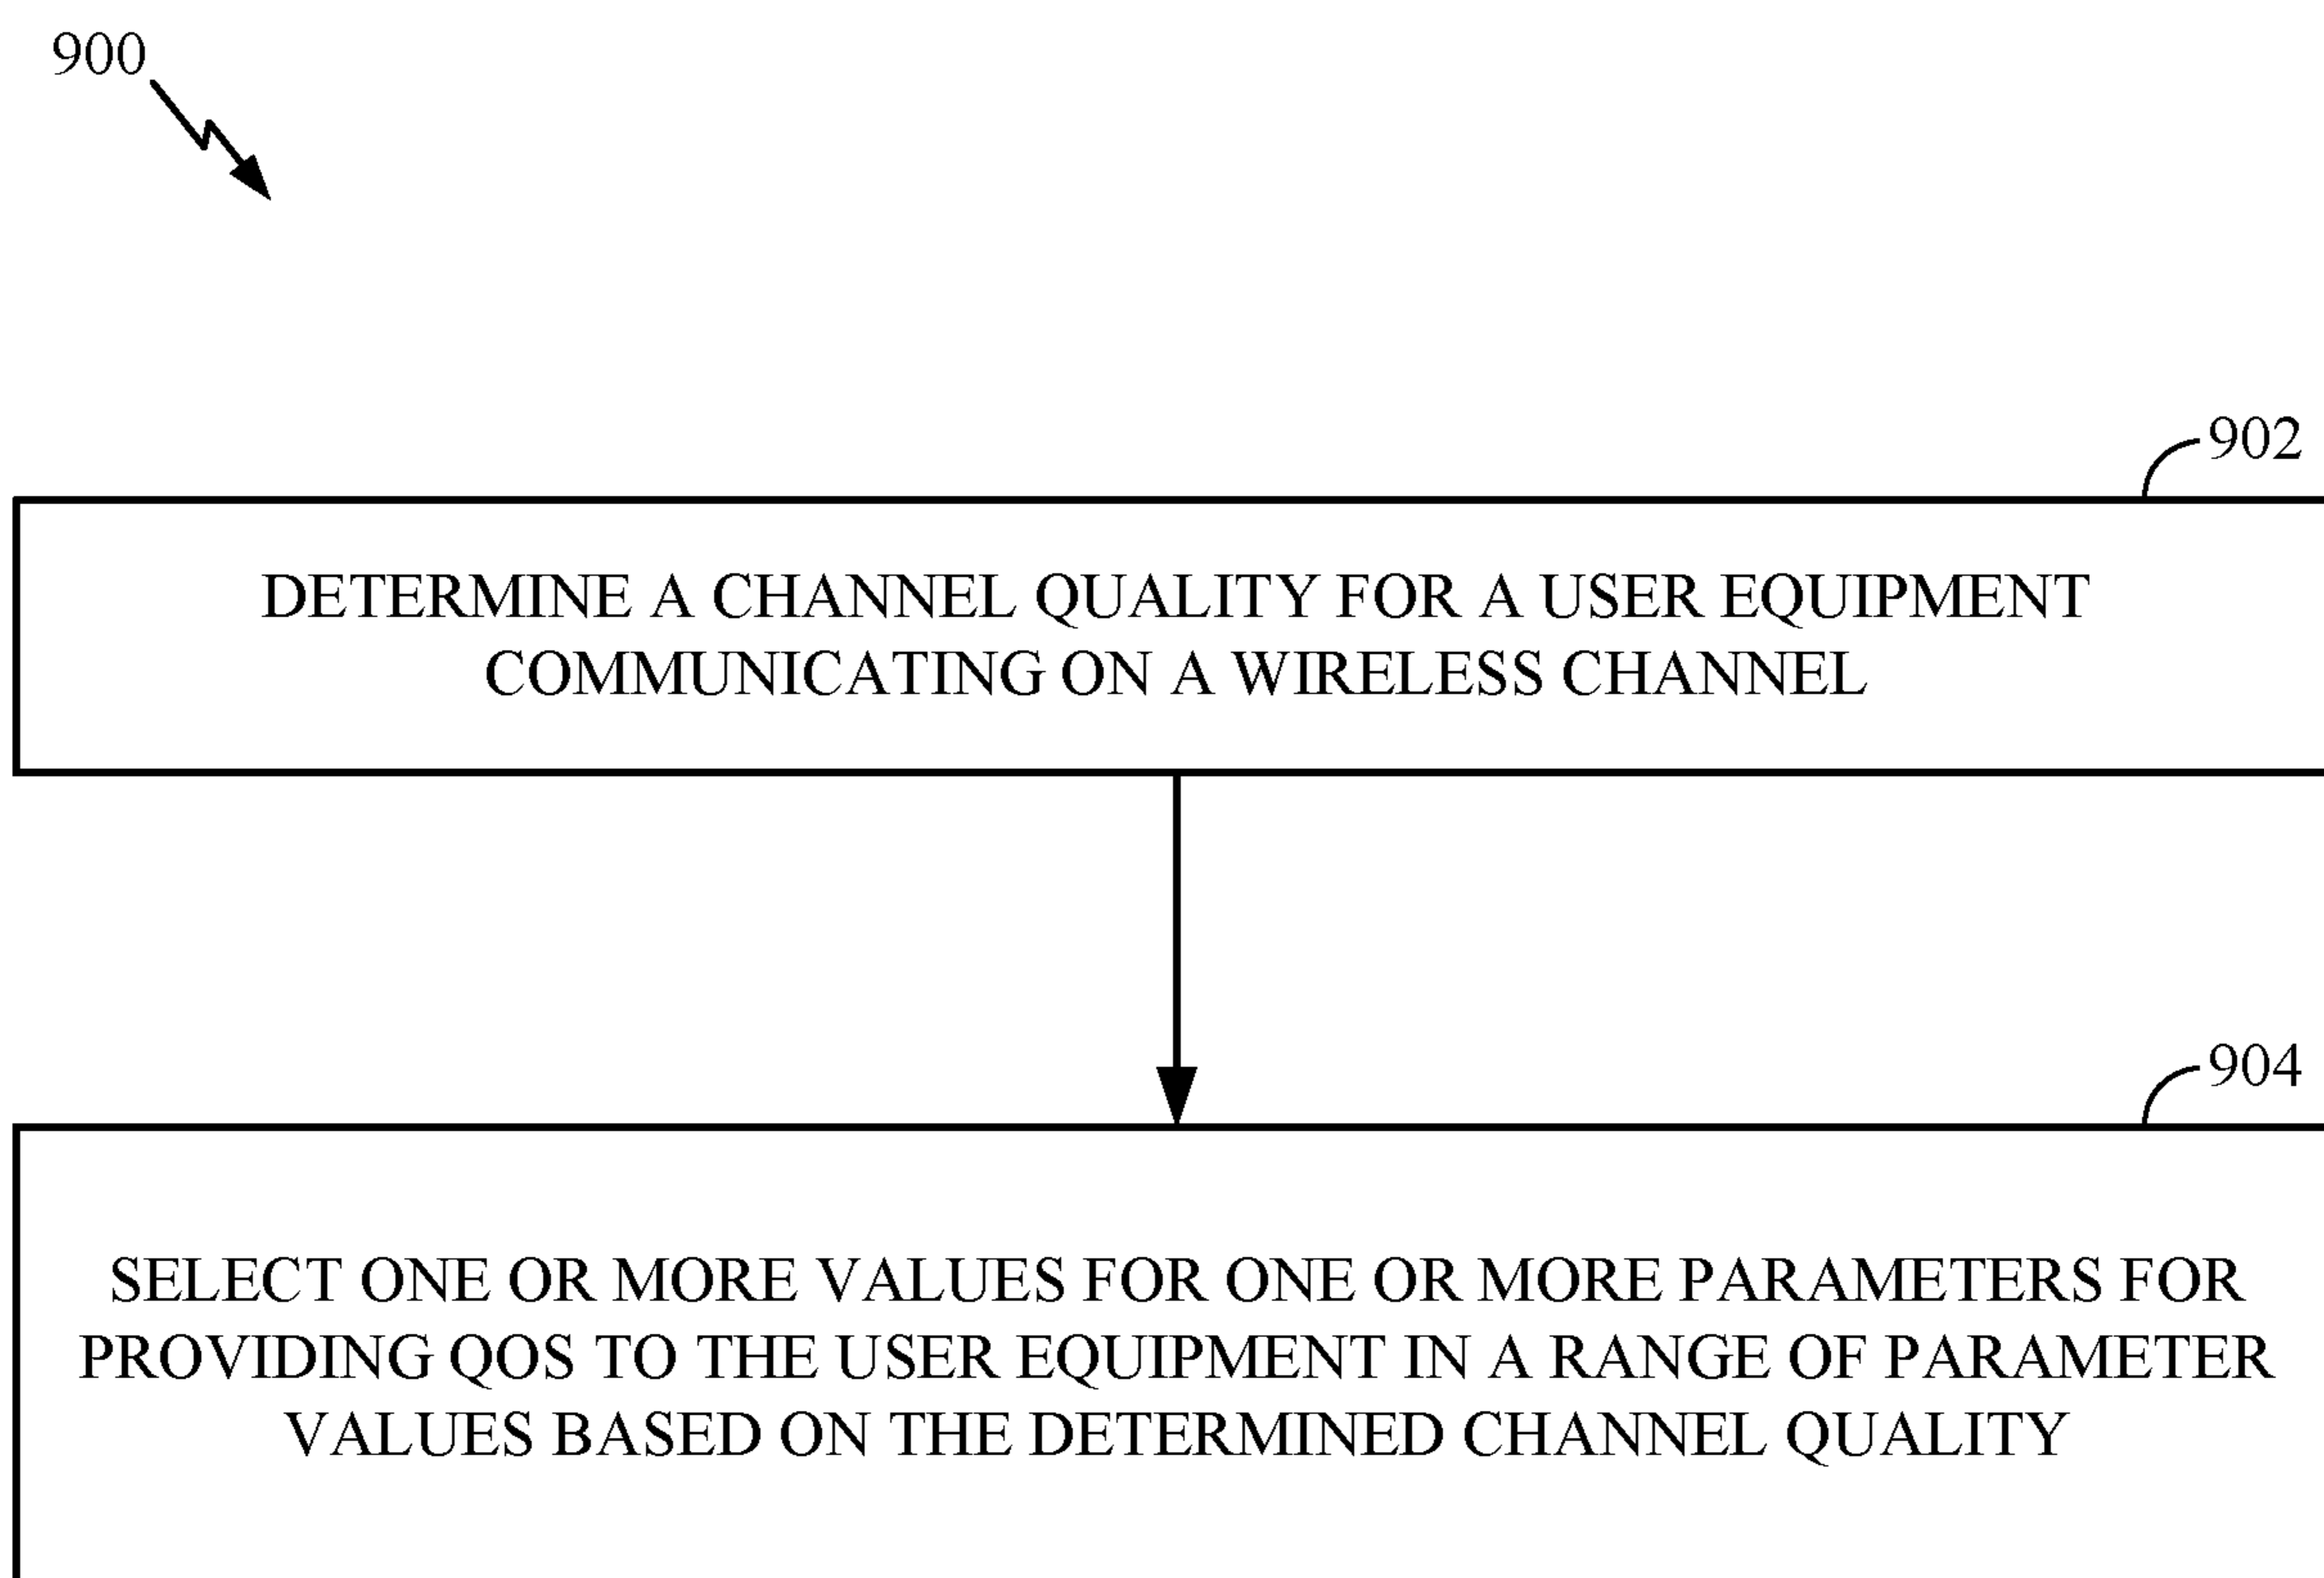 900
902
DETERMINE A CHANNEL QUALITY FOR A USER EQUIPMENT
COMMUNICATING ON A WIRELESS CHANNEL
904
SELECT ONE OR MORE VALUES FOR ONE OR MORE PARAMETERS FOR
PROVIDING QOS TO THE USER EQUIPMENT IN A RANGE OF PARAMETER
VALUES BASED ON THE DETERMINED CHANNEL QUALITY